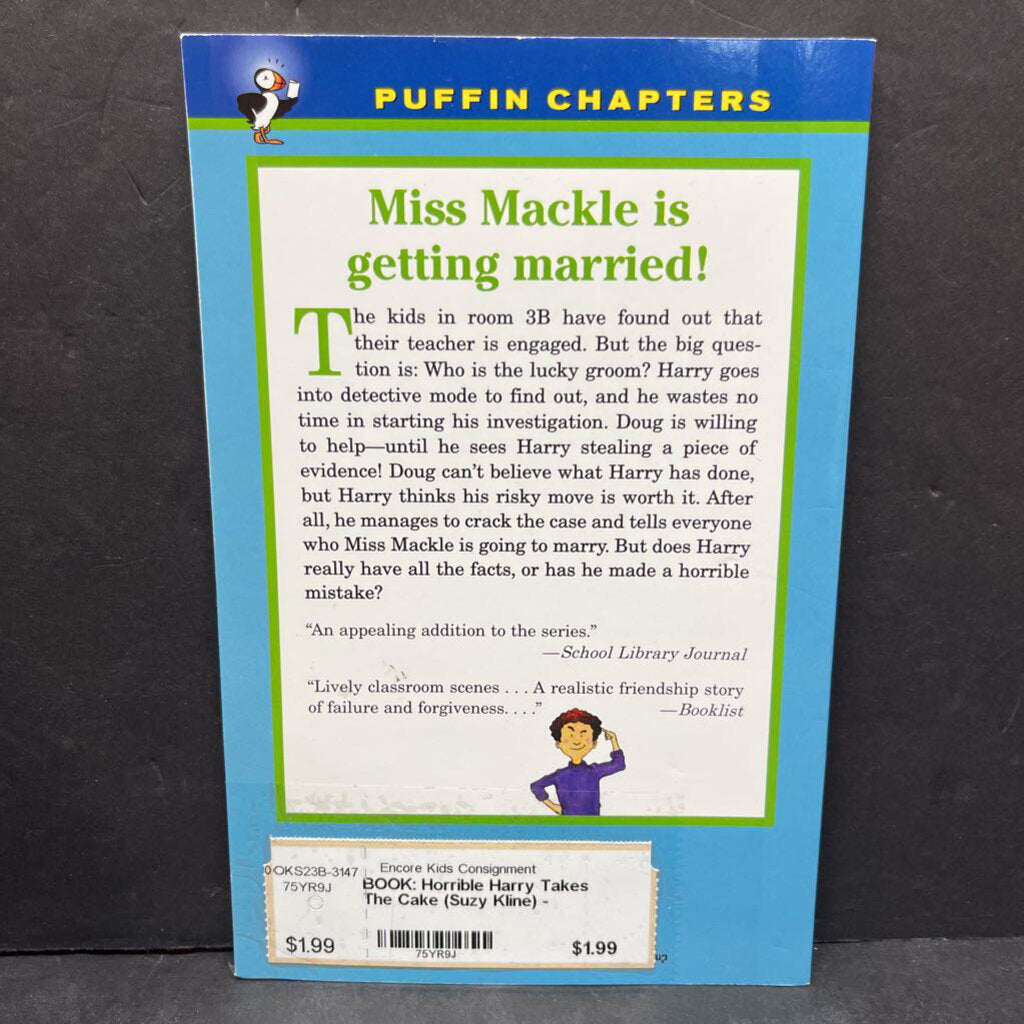 PUFFIN CHAPTERS
Miss Mackle is
getting married!
The kids in room 3B have found out that
their teacher is engaged. But the big ques-
tion is: Who is the lucky groom? Harry goes
into detective mode to find out, and he wastes no
time in starting his investigation. Doug is willing
to help—until he sees Harry stealing a piece of
evidence! Doug can't believe what Harry has done,
but Harry thinks his risky move is worth it. After
all, he manages to crack the case and tells everyone
who Miss Mackle is going to marry. But does Harry
really have all the facts, or has he made a horrible
mistake?
"An appealing addition to the series."
—School Library Journal
"Lively classroom scenes . . . A realistic friendship story
of failure and forgiveness. . . ."
—Booklist
OOKS23B-3147
75YR9J
$1.99
Encore Kids Consignment
BOOK: Horrible Harry Takes
The Cake (Suzy Kline) -
75YR9J
$1.99